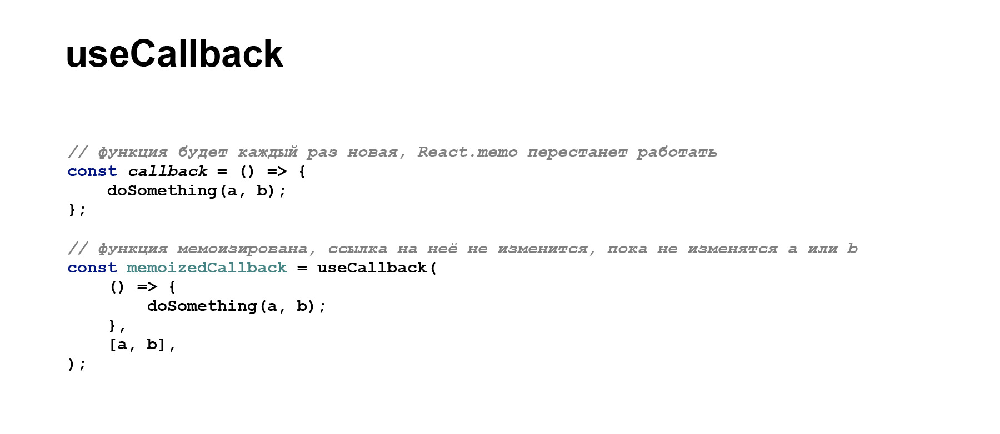 useCallback
// функция будет каждый раз новая, React.memo перестанет работать
const callback = () => {
    doSomething(a, b);
};
// функция мемоизирована, ссылка на неё не изменится, пока не изменятся a или b
const memoizedCallback = useCallback(
    () => {
        doSomething(a, b);
    },
    [a, b],
);